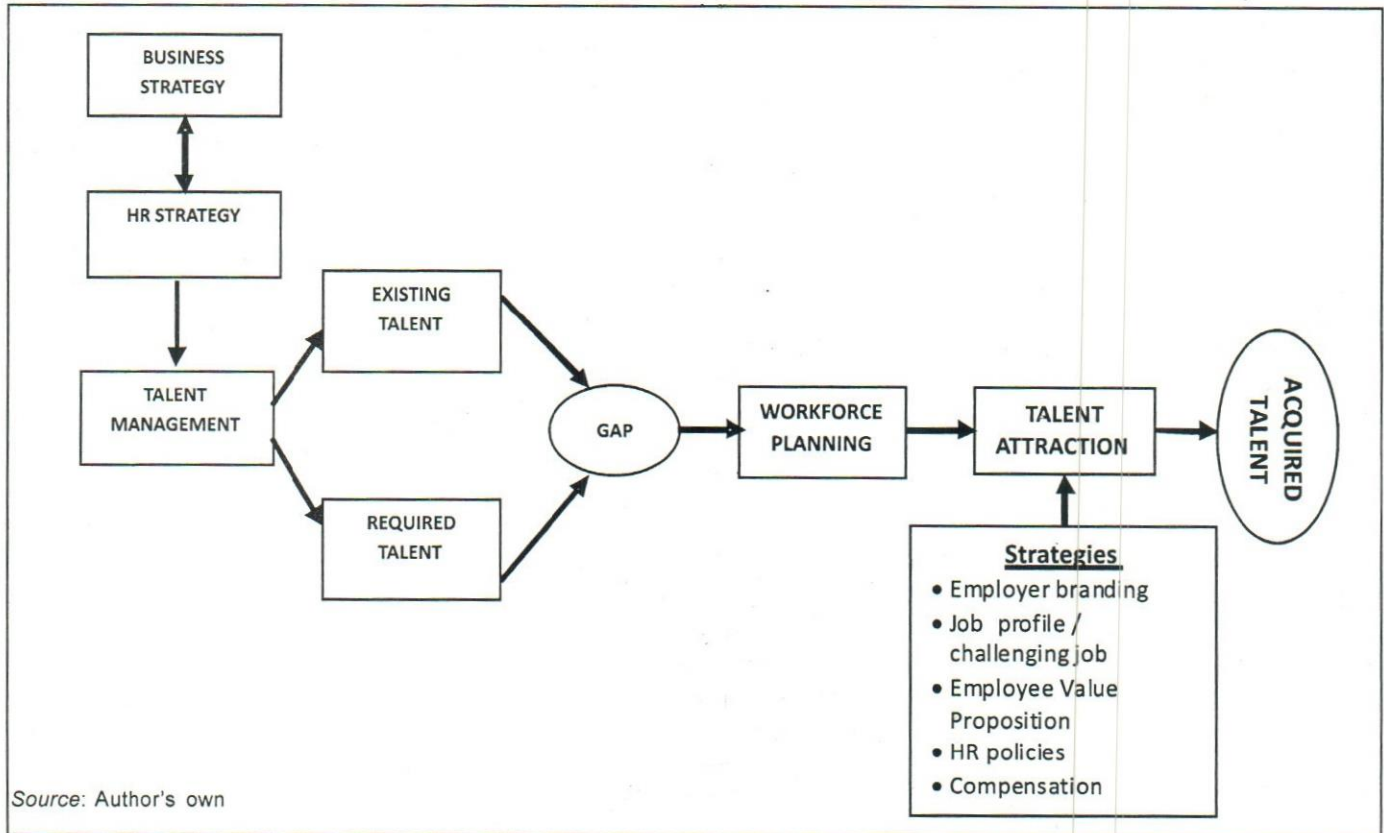 BUSINESS
STRATEGY
HR STRATEGY
TALENT
MANAGEMENT
EXISTING
TALENT
REQUIRED
TALENT
GAP
WORKFORCE
PLANNING
TALENT
ATTRACTION
ACQUIRED
TALENT
Strategies
• Employer branding
• Job profile /
challenging job
• Employee Value
Proposition
• HR policies
• Compensation
Source: Author's own